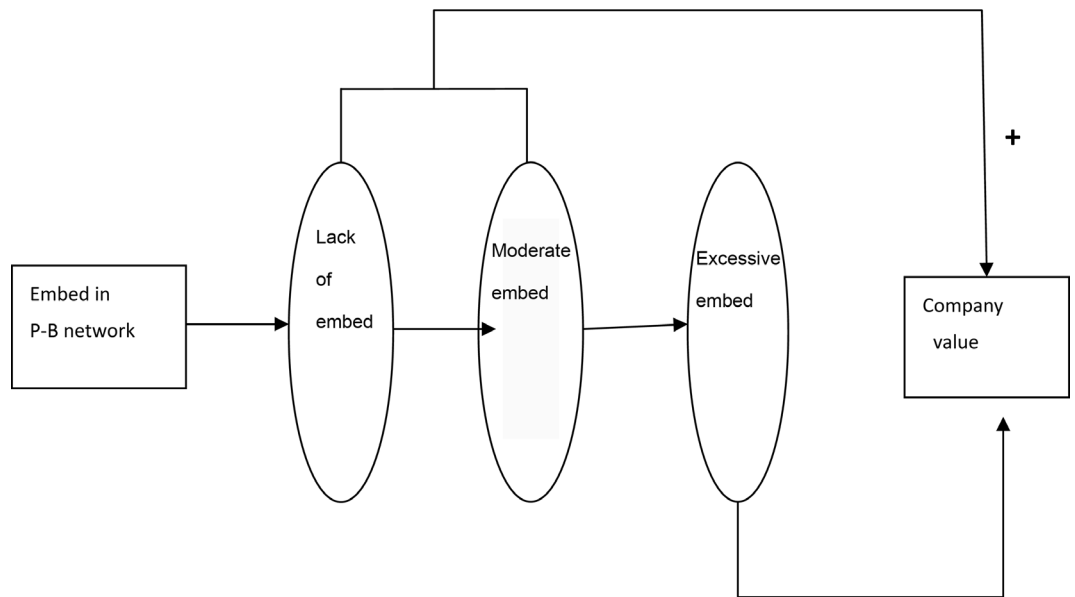 Embed in
P-B network
Lack
of
embed
Moderate
embed
Excessive
embed
+
Company
value